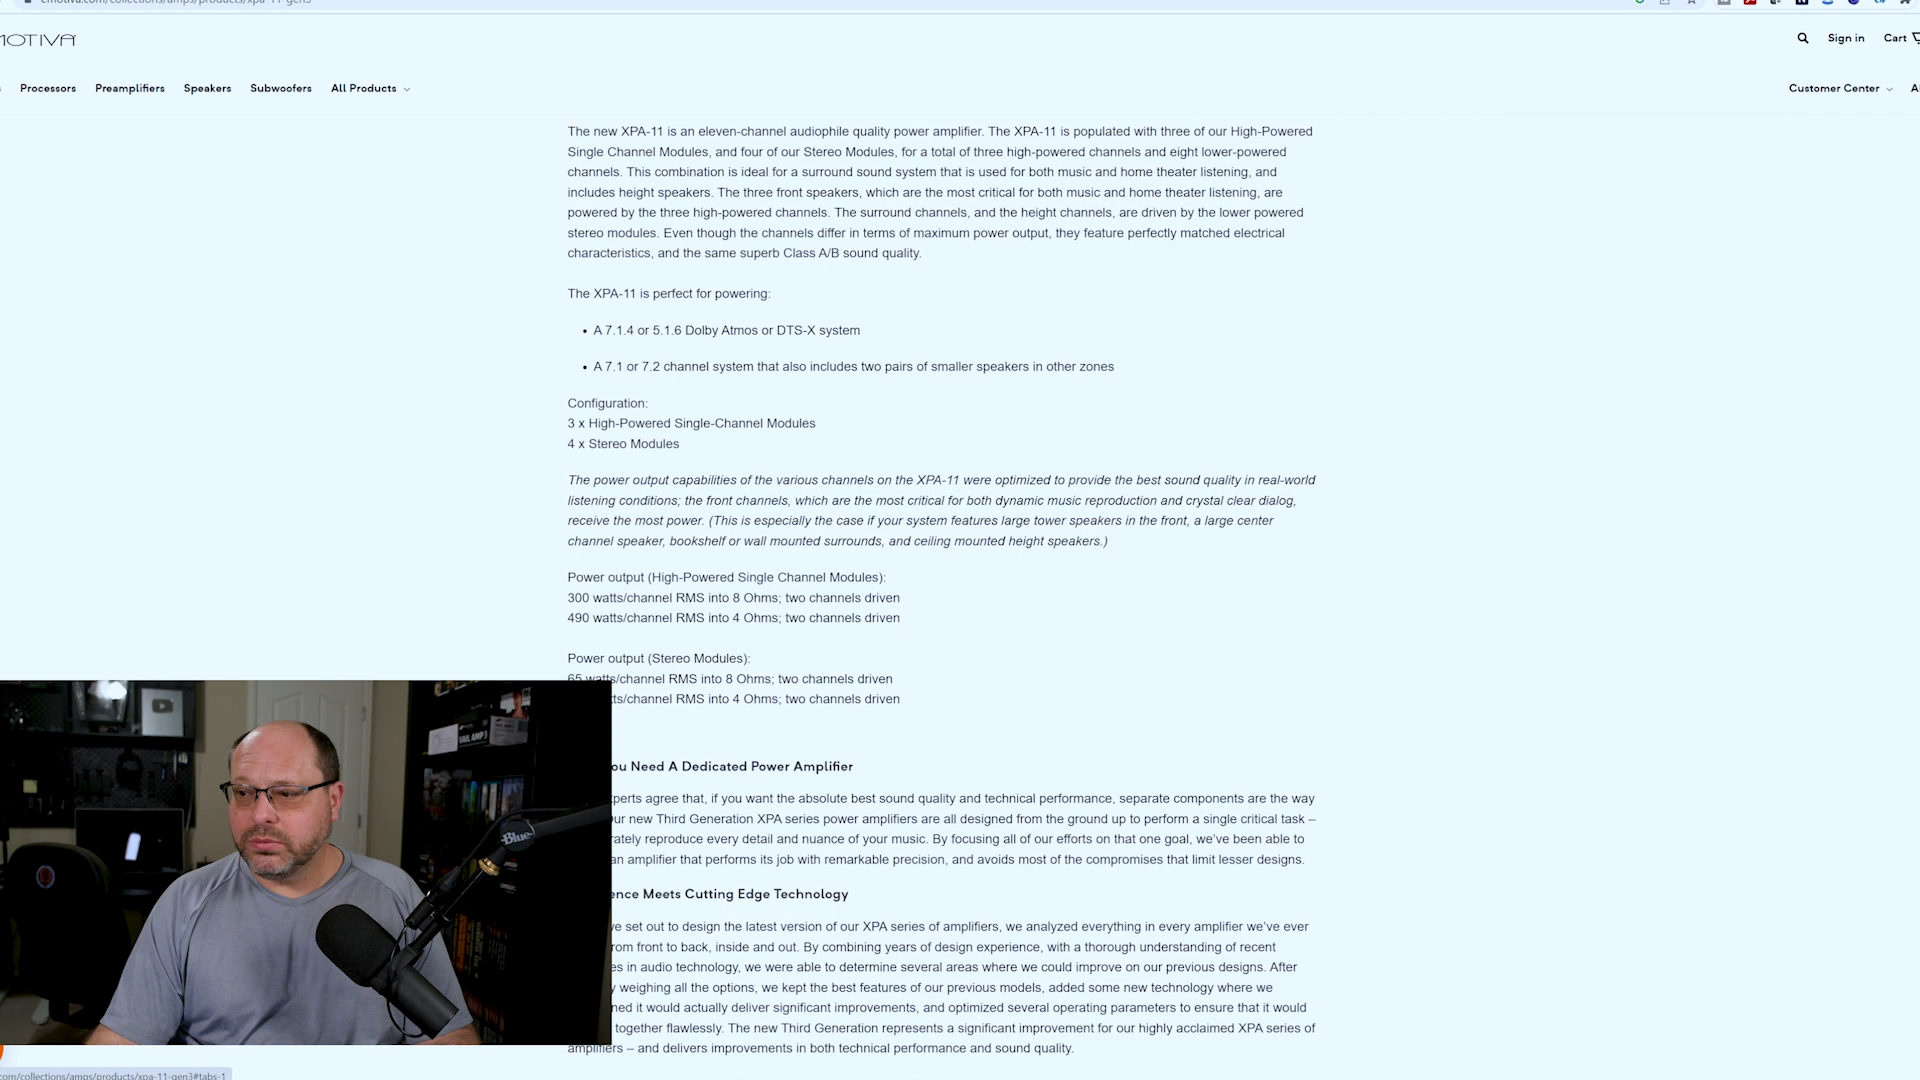 emotiva.com/collections/amps/products/xpa-11-gen3
MOTIVA
Sign in
Cart
Processors
Preamplifiers
Speakers
Subwoofers
All Products
Customer Center
The new XPA-11 is an eleven-channel audiophile quality power amplifier. The XPA-11 is populated with three of our High-Powered
Single Channel Modules, and four of our Stereo Modules, for a total of three high-powered channels and eight lower-powered
channels. This combination is ideal for a surround sound system that is used for both music and home theater listening, and
includes height speakers. The three front speakers, which are the most critical for both music and home theater listening, are
powered by the three high-powered channels. The surround channels, and the height channels, are driven by the lower powered
stereo modules. Even though the channels differ in terms of maximum power output, they feature perfectly matched electrical
characteristics, and the same superb Class A/B sound quality.
The XPA-11 is perfect for powering:
• A 7.1.4 or 5.1.6 Dolby Atmos or DTS-X system
• A 7.1 or 7.2 channel system that also includes two pairs of smaller speakers in other zones
Configuration:
3 x High-Powered Single-Channel Modules
4 x Stereo Modules
The power output capabilities of the various channels on the XPA-11 were optimized to provide the best sound quality in real-world
listening conditions; the front channels, which are the most critical for both dynamic music reproduction and crystal clear dialog,
receive the most power. (This is especially the case if your system features large tower speakers in the front, a large center
channel speaker, bookshelf or wall mounted surrounds, and ceiling mounted height speakers.)
Power output (High-Powered Single Channel Modules):
300 watts/channel RMS into 8 Ohms; two channels driven
490 watts/channel RMS into 4 Ohms; two channels driven
Power output (Stereo Modules):
65 watts/channel RMS into 8 Ohms; two channels driven
tts/channel RMS into 4 Ohms; two channels driven
ou Need A Dedicated Power Amplifier
perts agree that, if you want the absolute best sound quality and technical performance, separate components are the way
ur new Third Generation XPA series power amplifiers are all designed from the ground up to perform a single critical task –
rately reproduce every detail and nuance of your music. By focusing all of our efforts on that one goal, we've been able to
an amplifier that performs its job with remarkable precision, and avoids most of the compromises that limit lesser designs.
ence Meets Cutting Edge Technology
ve set out to design the latest version of our XPA series of amplifiers, we analyzed everything in every amplifier we've ever
rom front to back, inside and out. By combining years of design experience, with a thorough understanding of recent
es in audio technology, we were able to determine several areas where we could improve on our previous designs. After
y weighing all the options, we kept the best features of our previous models, added some new technology where we
ned it would actually deliver significant improvements, and optimized several operating parameters to ensure that it would
together flawlessly. The new Third Generation represents a significant improvement for our highly acclaimed XPA series of
amplifiers – and delivers improvements in both technical performance and sound quality.
VAIL AMP3
Blue
com/collections/amps/products/xpa-11-gen3#tabs-1